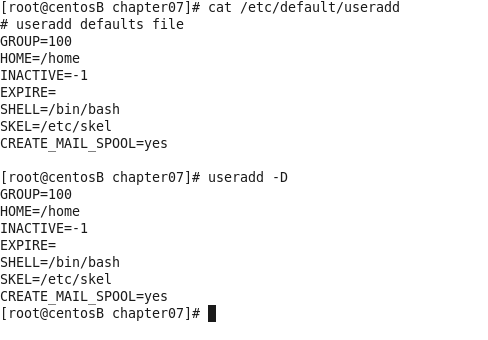 [root@centosB chapter07]# cat /etc/default/useradd
# useradd defaults file
GROUP=100
HOME=/home
INACTIVE=-1
EXPIRE=
SHELL=/bin/bash
SKEL=/etc/skel
CREATE_MAIL_SPOOL=yes

[root@centosB chapter07]# useradd -D
GROUP=100
HOME=/home
INACTIVE=-1
EXPIRE=
SHELL=/bin/bash
SKEL=/etc/skel
CREATE_MAIL_SPOOL=yes
[root@centosB chapter07]#